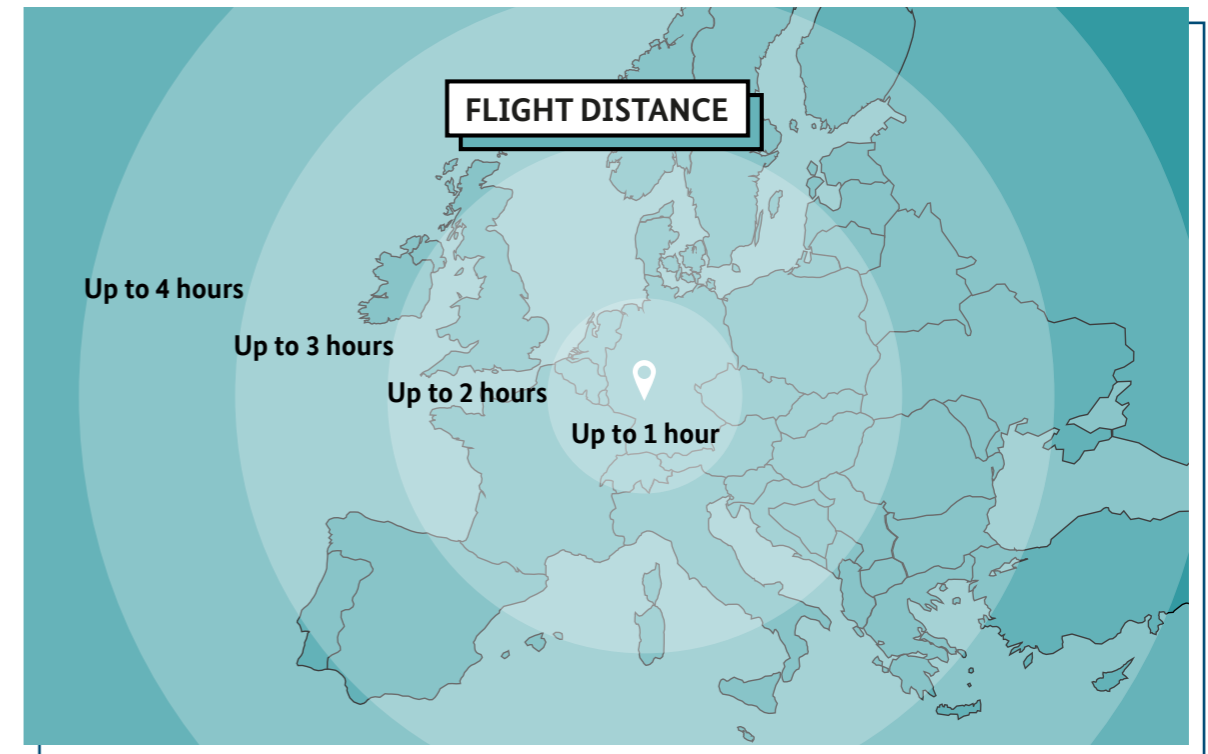 FLIGHT DISTANCE
Up to 4 hours
Up to 3 hours
Up to 2 hours
Up to 1 hour